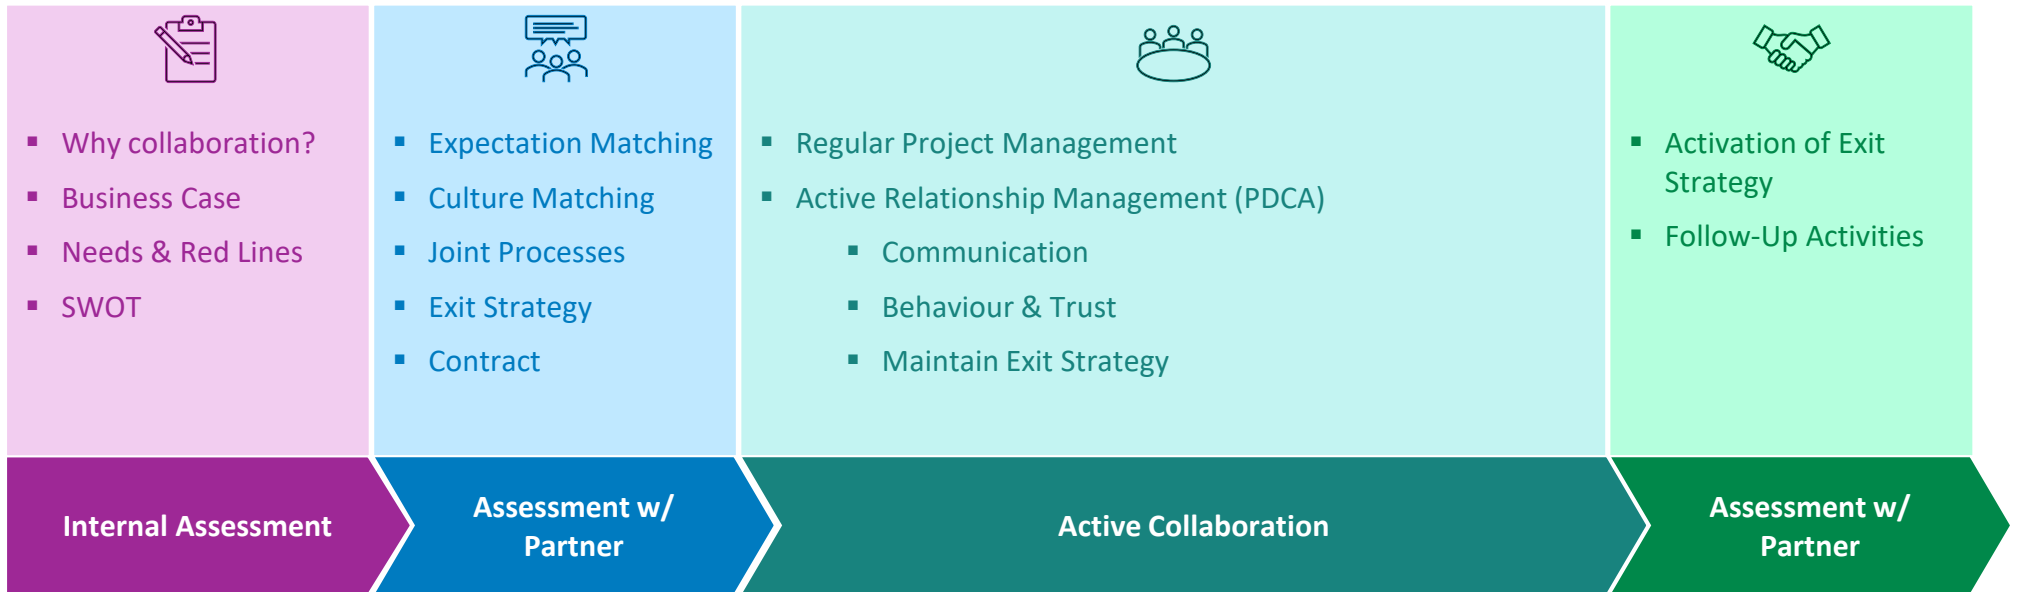 Why collaboration?
Business Case
Needs & Red Lines
SWOT
Expectation Matching
Culture Matching
Joint Processes
Exit Strategy
Contract
Regular Project Management
Active Relationship Management (PDCA)
Communication
Behaviour & Trust
Maintain Exit Strategy
Activation of Exit
Strategy
Follow-Up Activities
Internal Assessment
Assessment w/
Partner
Active Collaboration
Assessment w/
Partner